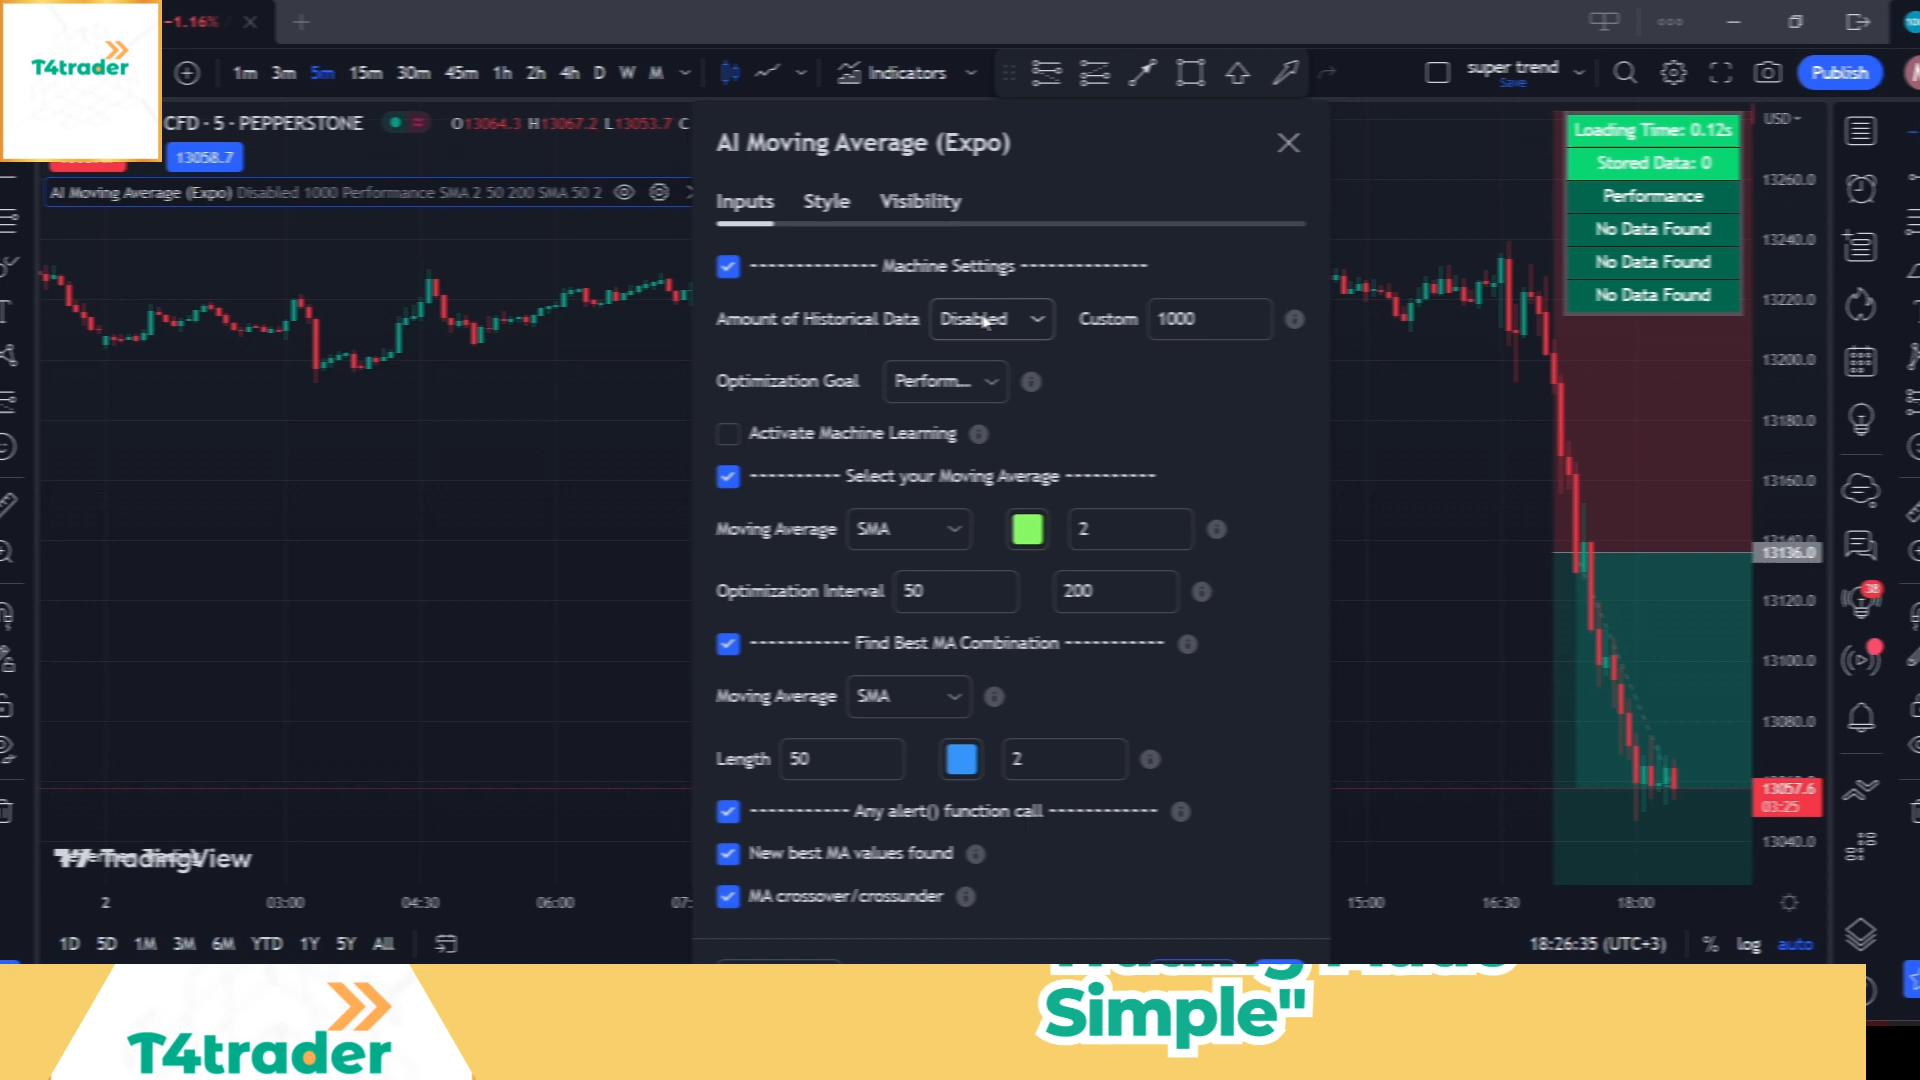 T4trader
-1.16%
1m 3m 5m 15m 30m 45m 1h 2h 4h D W M
Indicators
super trend
Save
Publish
CFD · 5 · PEPPERSTONE
O13064.3 H13067.2 L13053.7 C
13058.7
AI Moving Average (Expo) Disabled 1000 Performance SMA 2 50 200 SMA 50 2
AI Moving Average (Expo)
Inputs Style Visibility
-------------- Machine Settings --------------
Amount of Historical Data Disabled Custom 1000
Optimization Goal Perform...
Activate Machine Learning
---------- Select your Moving Average ----------
Moving Average SMA 2
Optimization Interval 50 200
----------- Find Best MA Combination -----------
Moving Average SMA
Length 50 2
----------- Any alert() function call ------------
New best MA values found
MA crossover/crossunder
Loading Time: 0.12s
Stored Data: 0
Performance
No Data Found
No Data Found
No Data Found
USD
13260.0
13240.0
13220.0
13200.0
13180.0
13160.0
13136.0
13120.0
13100.0
13080.0
13057.6
03:25
13040.0
38
TradingView
2 03:00 04:30 06:00 07: 15:00 16:30 18:00
1D 5D 1M 3M 6M YTD 1Y 5Y All
18:26:35 (UTC+3) % log auto
T4trader
Simple"